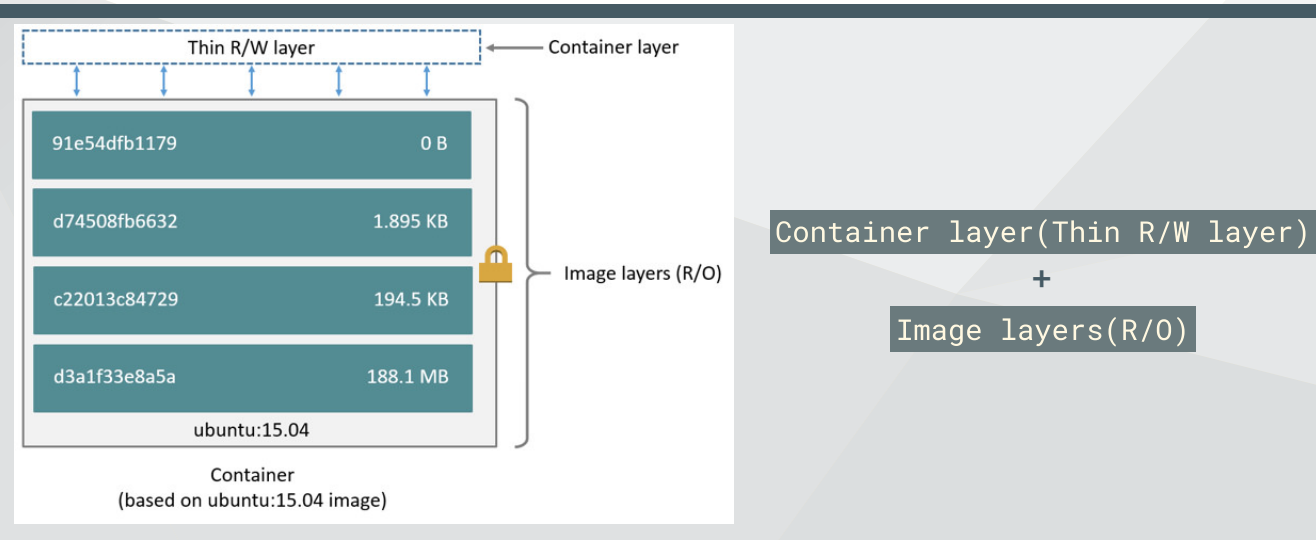 Thin R/W layer
Container layer
91e54dfb1179 0 B
d74508fb6632 1.895 KB
c22013c84729 194.5 KB
d3a1f33e8a5a 188.1 MB
ubuntu:15.04
Image layers (R/O)
Container
(based on ubuntu:15.04 image)
Container layer(Thin R/W layer)
+
Image layers(R/O)